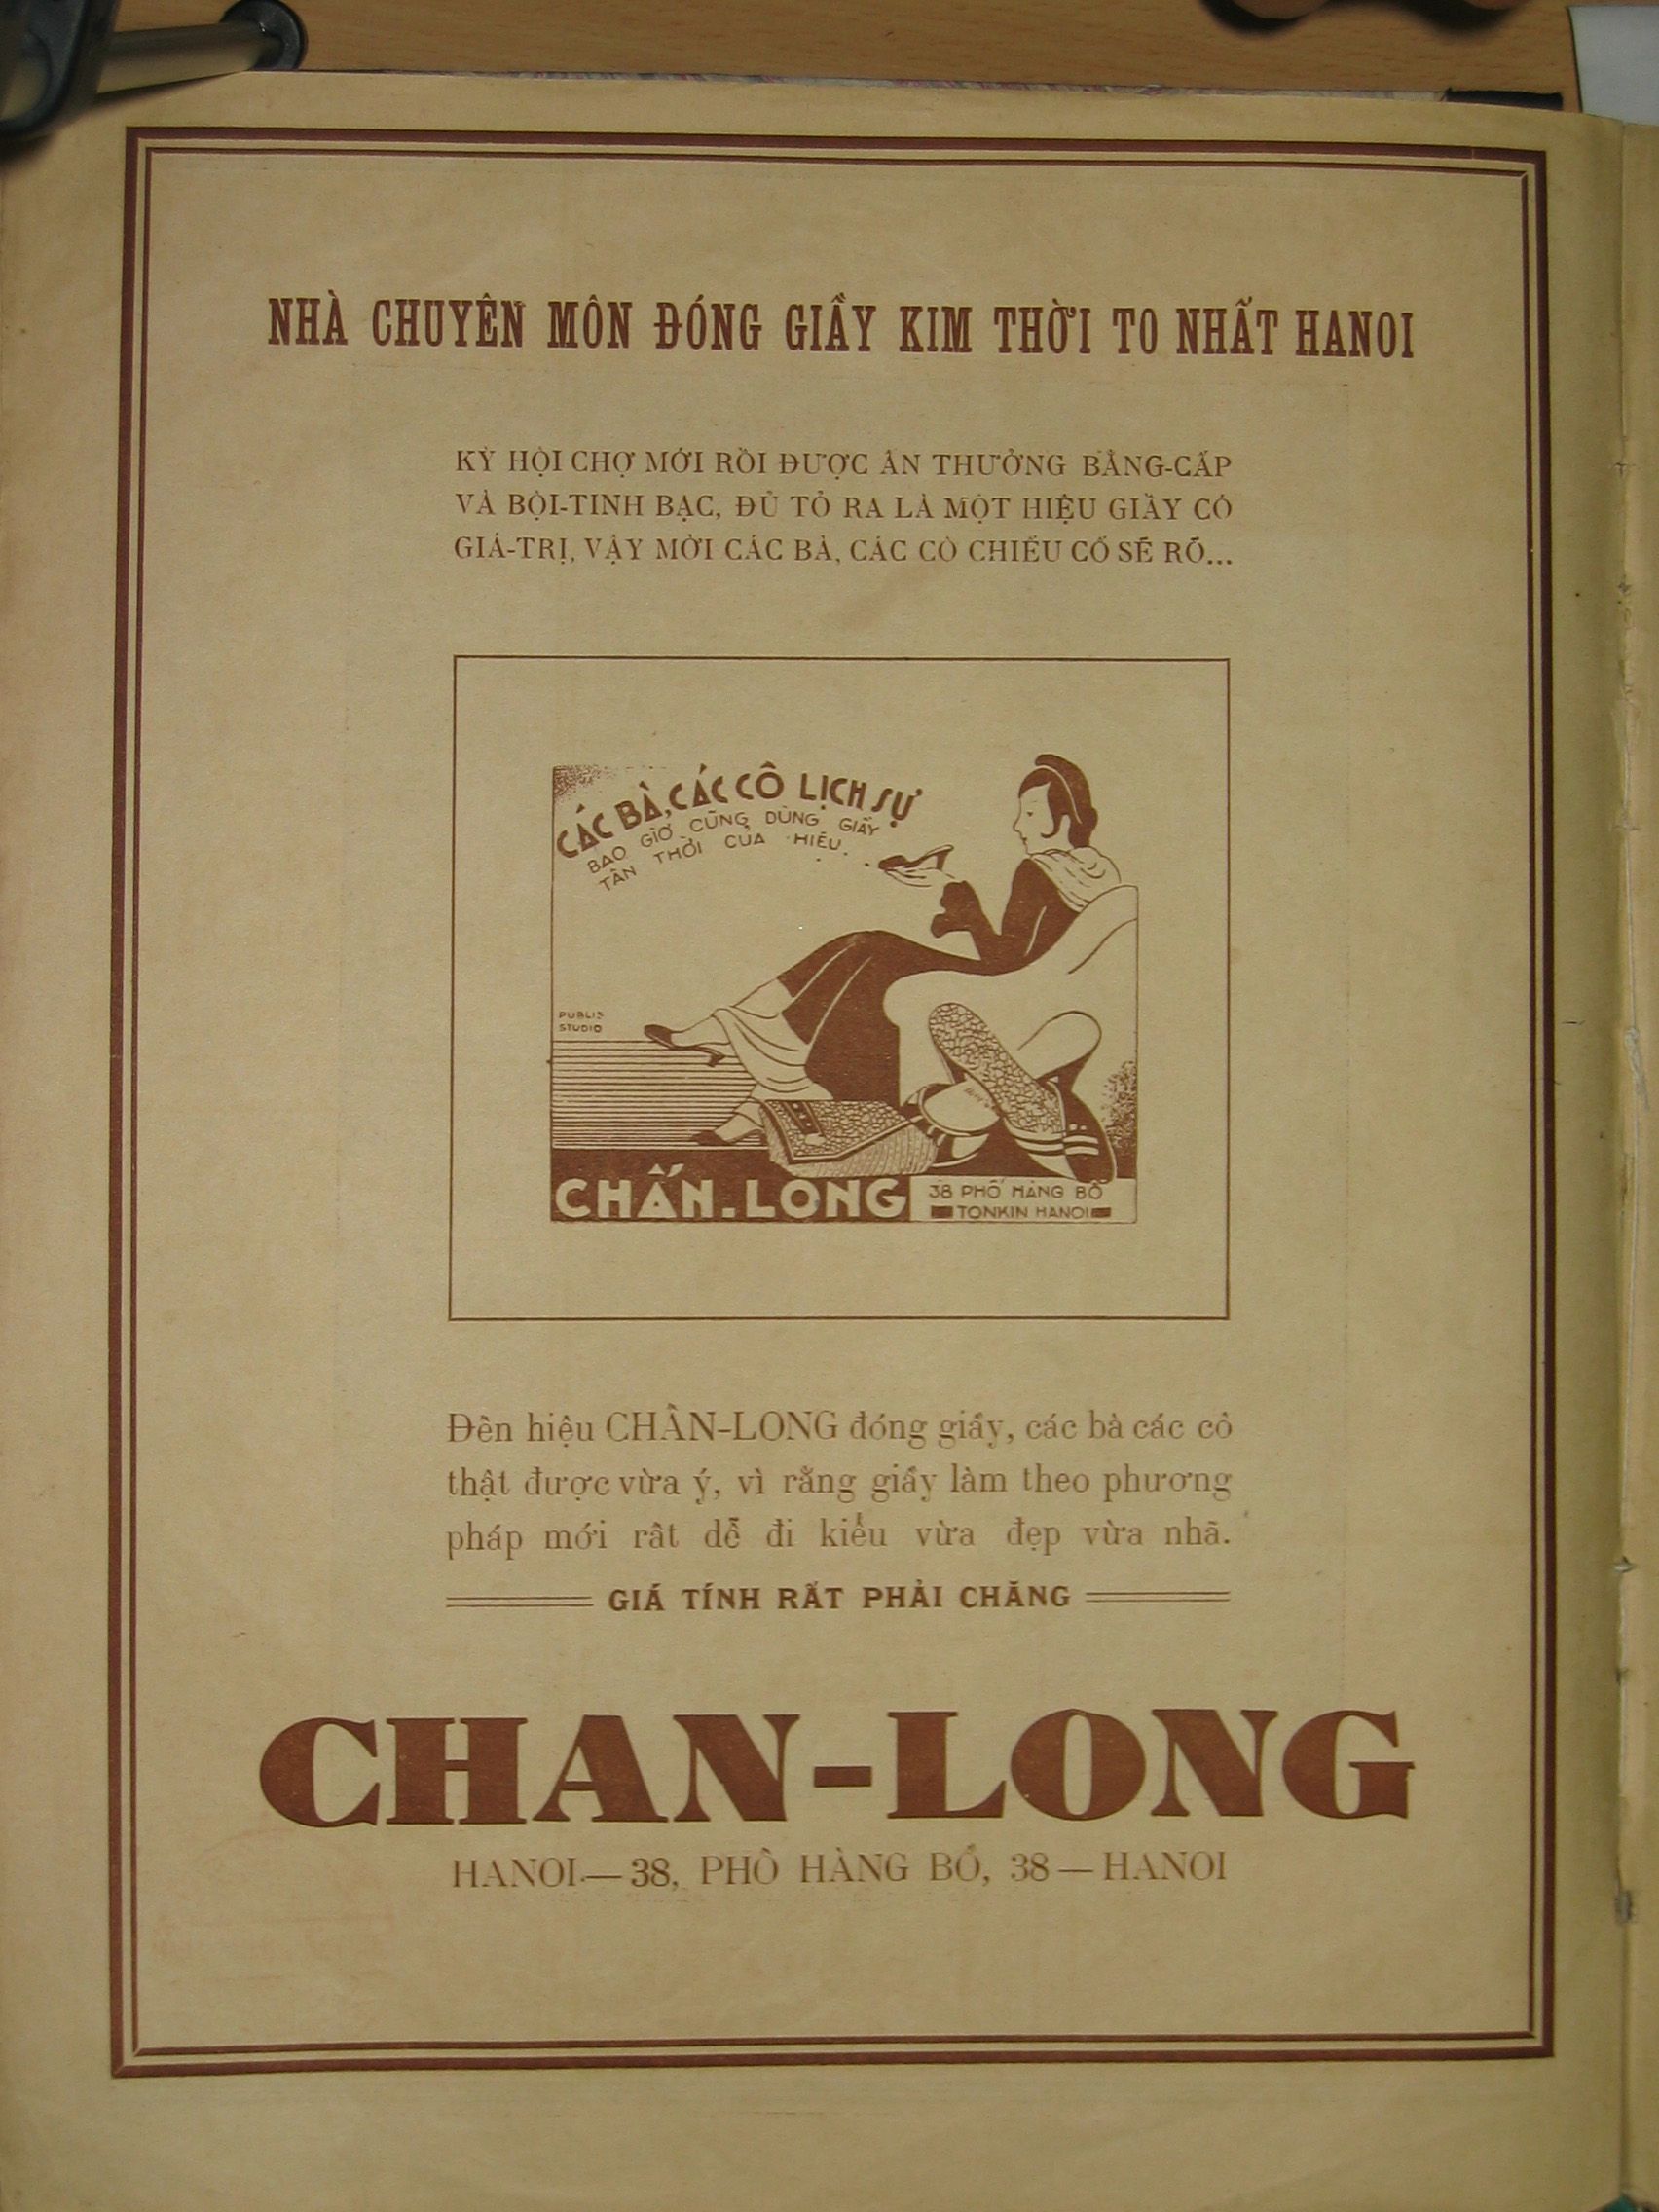 NHÀ CHUYÊN MÔN ĐÓNG GIẦY KIM THỜI TO NHẤT HANOI
KỲ HỘI CHỢ MỚI RỒI ĐƯỢC ÂN THƯỞNG BẰNG-CẤP
VÀ BỘI-TINH BẠC, ĐỦ TỎ RA LÀ MỘT HIỆU GIẦY CÓ
GIÁ-TRỊ, VẬY MỜI CÁC BÀ, CÁC CÔ CHIẾU CỐ SẼ RÕ...
CÁC BÀ, CÁC CÔ LỊCH SỰ
BAO GIỜ CŨNG DÙNG GIẦY
TÂN THỜI CỦA HIỆU...
PUBLIS
STUDIO
CHẤN-LONG
38 PHỐ HÀNG BỒ
TONKIN HANOI
Đến hiệu CHẤN-LONG đóng giầy, các bà các cô
thật được vừa ý, vì rằng giầy làm theo phương
pháp mới rất dễ đi kiểu vừa đẹp vừa nhã.
GIÁ TÍNH RẤT PHẢI CHĂNG
CHAN-LONG
HANOI — 38, PHỐ HÀNG BỒ, 38 — HANOI